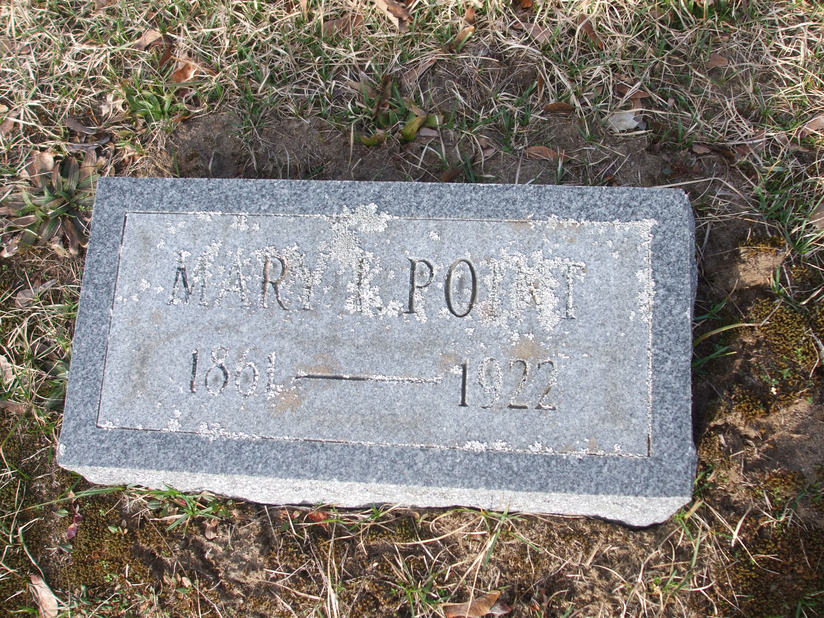 MARY K. POINT
1861 — 1922